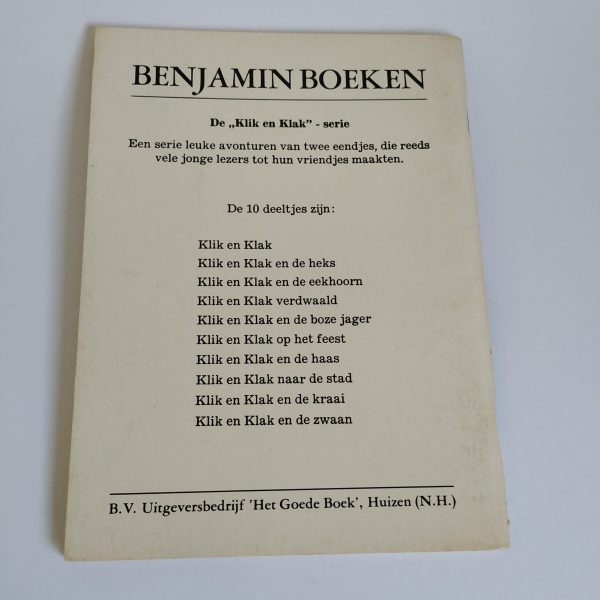 BENJAMIN BOEKEN
De „Klik en Klak” - serie
Een serie leuke avonturen van twee eendjes, die reeds
vele jonge lezers tot hun vriendjes maakten.
De 10 deeltjes zijn:
Klik en Klak
Klik en Klak en de heks
Klik en Klak en de eekhoorn
Klik en Klak verdwaald
Klik en Klak en de boze jager
Klik en Klak op het feest
Klik en Klak en de haas
Klik en Klak naar de stad
Klik en Klak en de kraai
Klik en Klak en de zwaan
B.V. Uitgeversbedrijf 'Het Goede Boek', Huizen (N.H.)